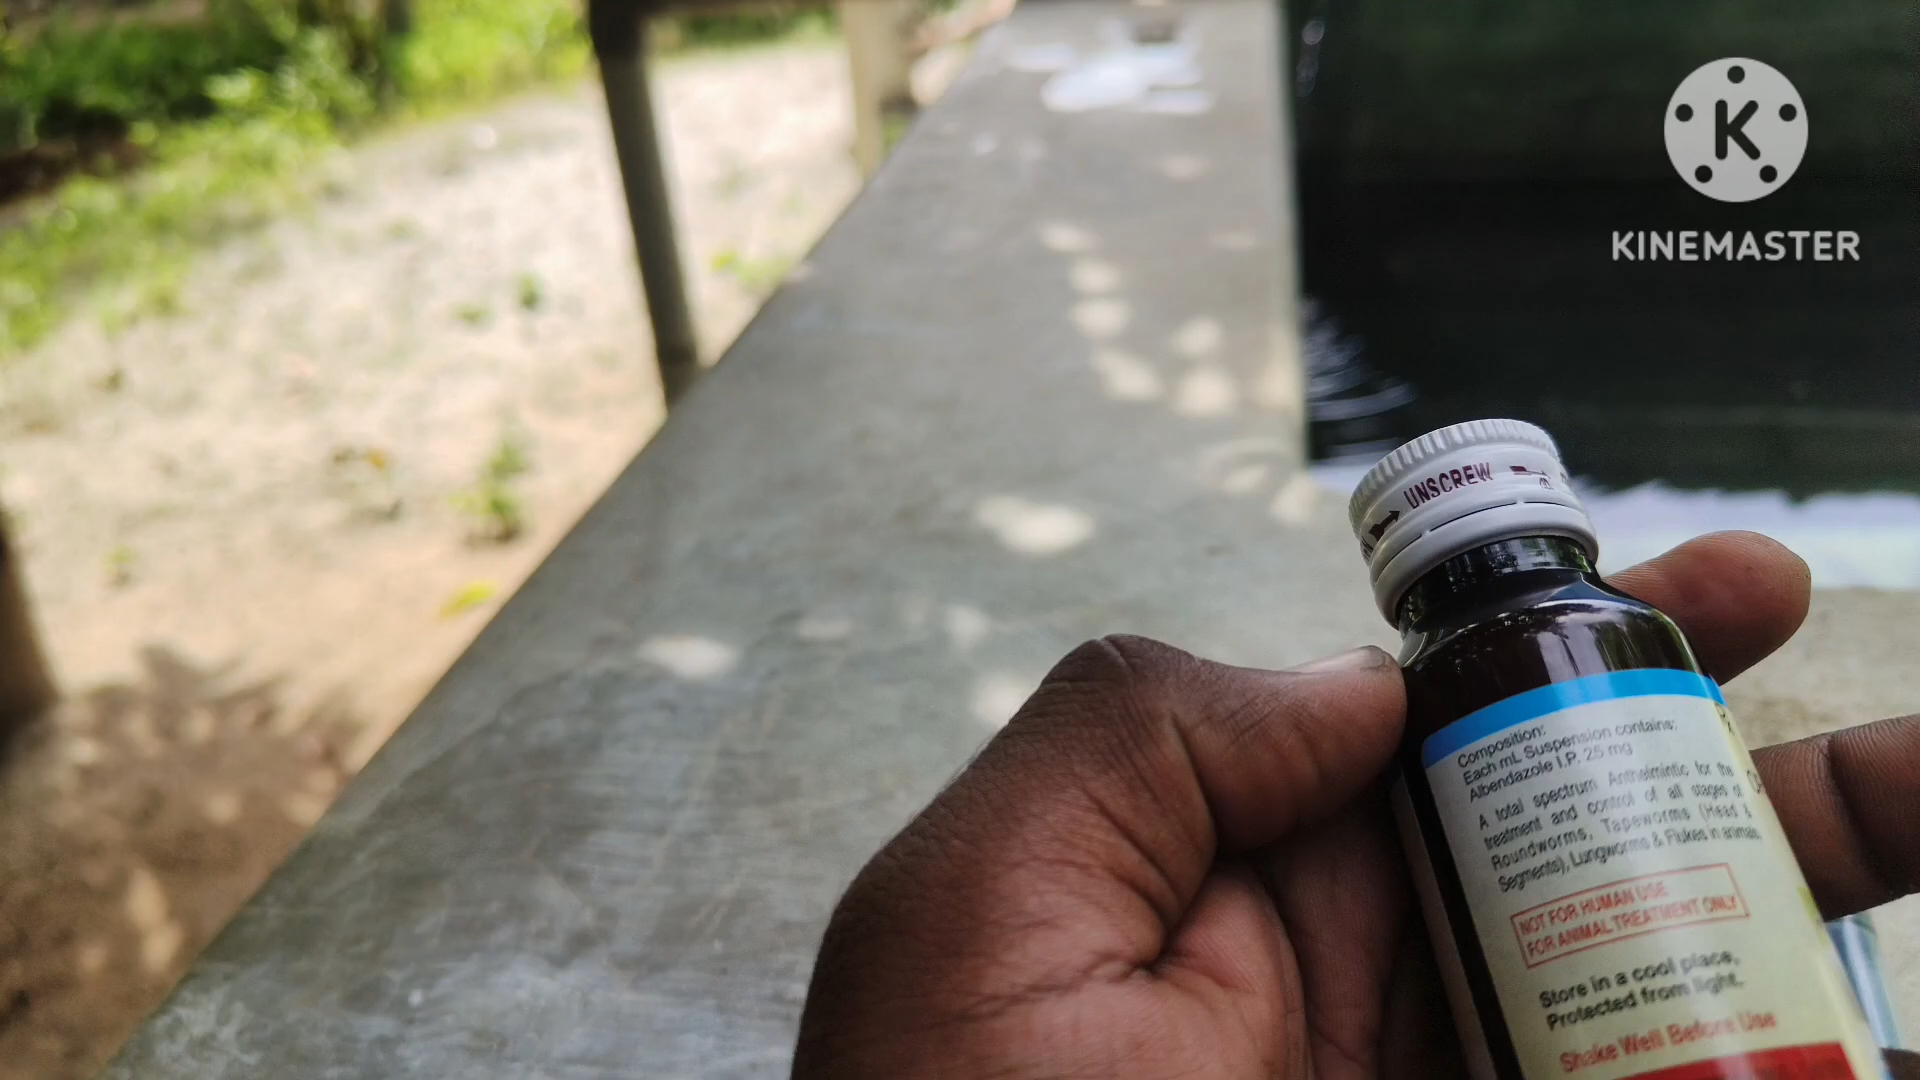 K
KINEMASTER
UNSCREW
Composition:
Each mL Suspension contains:
Albendazole I.P. 25 mg
A total spectrum Anthelmintic for the
treatment and control of all stages of
Roundworms, Tapeworms (Head &
Segments), Lungworms & Flukes in animals.
NOT FOR HUMAN USE
FOR ANIMAL TREATMENT ONLY
Store in a cool place,
Protected from light.
Shake Well Before Use